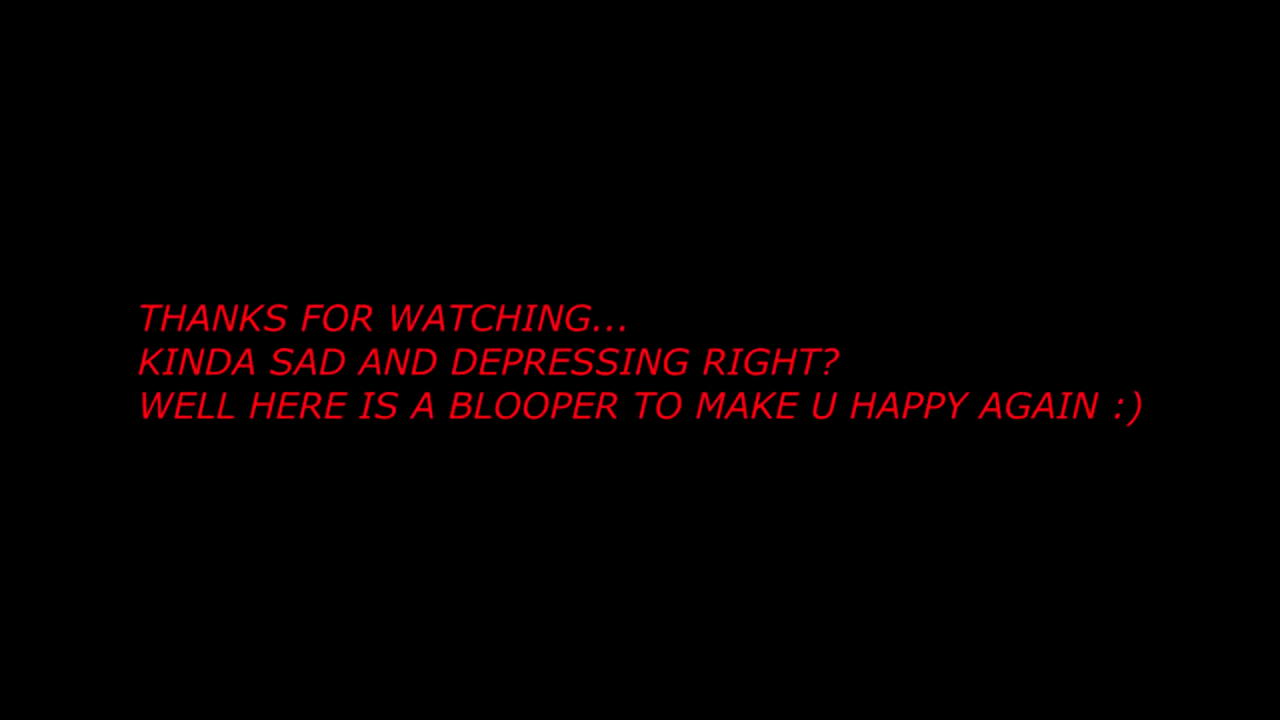 THANKS FOR WATCHING...
KINDA SAD AND DEPRESSING RIGHT?
WELL HERE IS A BLOOPER TO MAKE U HAPPY AGAIN :)